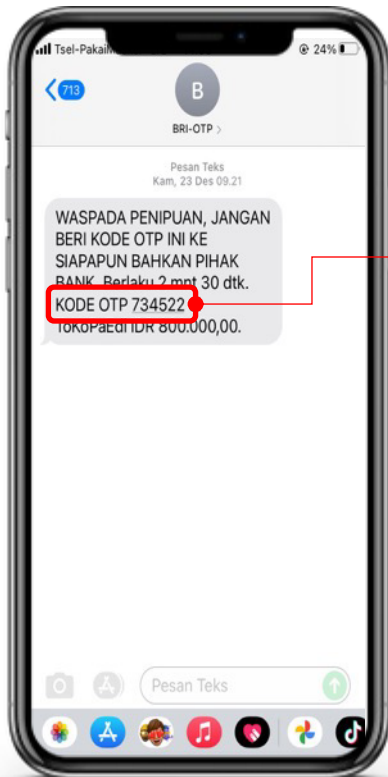 Tsel-Pakai
24%
713
B
BRI-OTP >
Pesan Teks
Kam, 23 Des 09.21
WASPADA PENIPUAN, JANGAN
BERI KODE OTP INI KE
SIAPAPUN BAHKAN PIHAK
BANK. Berlaku 2 mnt 30 dtk.
KODE OTP 734522
ToKoPaEdi IDR 800.000,00.
Pesan Teks